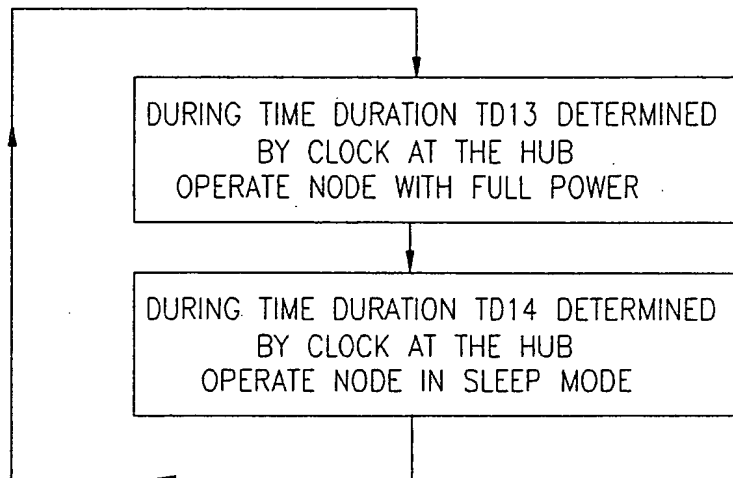 DURING TIME DURATION TD13 DETERMINED
BY CLOCK AT THE HUB
OPERATE NODE WITH FULL POWER
DURING TIME DURATION TD14 DETERMINED
BY CLOCK AT THE HUB
OPERATE NODE IN SLEEP MODE